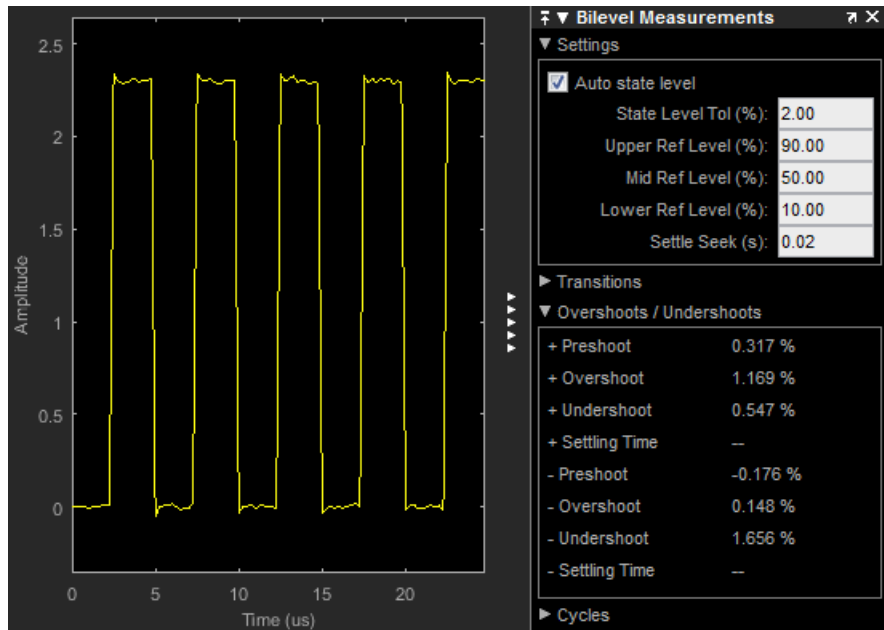 2.5
2
1.5
1
0.5
0
Amplitude
0 5 10 15 20
Time (us)
Bilevel Measurements
Settings
Auto state level
State Level Tol (%): 2.00
Upper Ref Level (%): 90.00
Mid Ref Level (%): 50.00
Lower Ref Level (%): 10.00
Settle Seek (s): 0.02
Transitions
Overshoots / Undershoots
+ Preshoot 0.317 %
+ Overshoot 1.169 %
+ Undershoot 0.547 %
+ Settling Time --
- Preshoot -0.176 %
- Overshoot 0.148 %
- Undershoot 1.656 %
- Settling Time --
Cycles